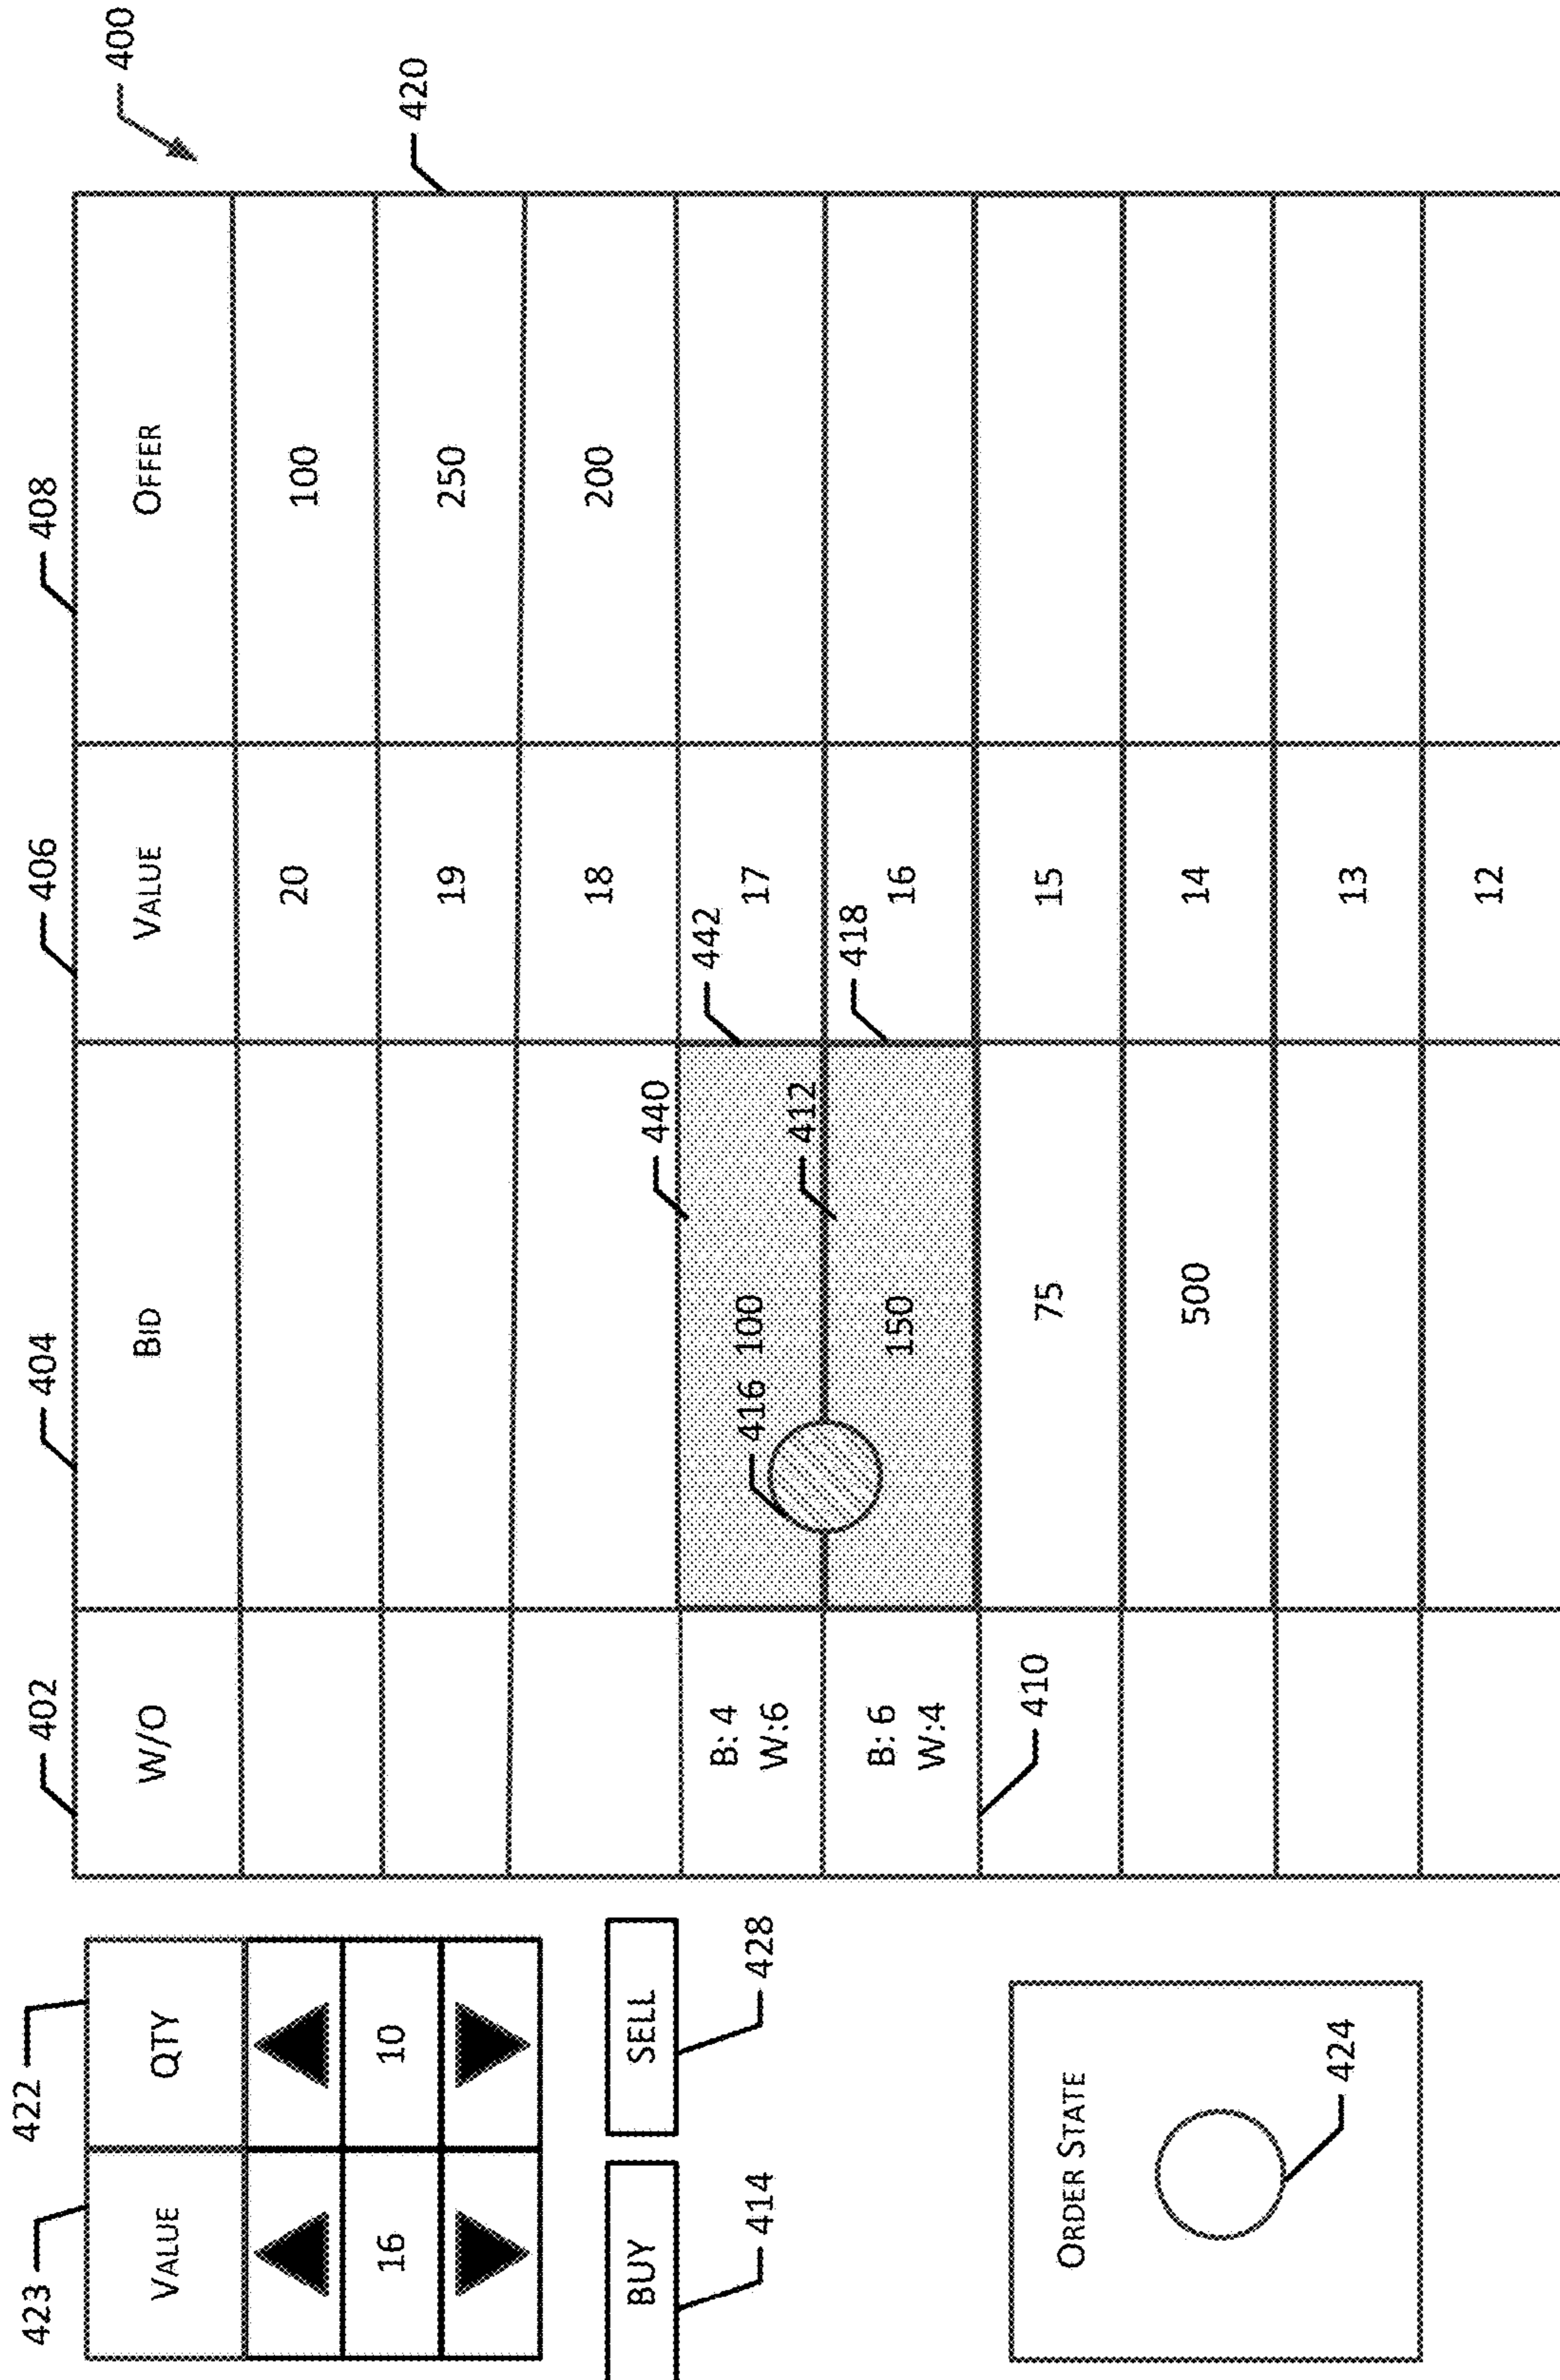 400
420
402
404
406
408
W/O
BID
VALUE
OFFER
20
100
19
250
18
200
440
442
B: 4
W:6
416
100
17
412
418
B: 6
W:4
150
16
410
75
15
500
14
13
12
423
422
VALUE
QTY
16
10
BUY
SELL
414
428
ORDER STATE
424